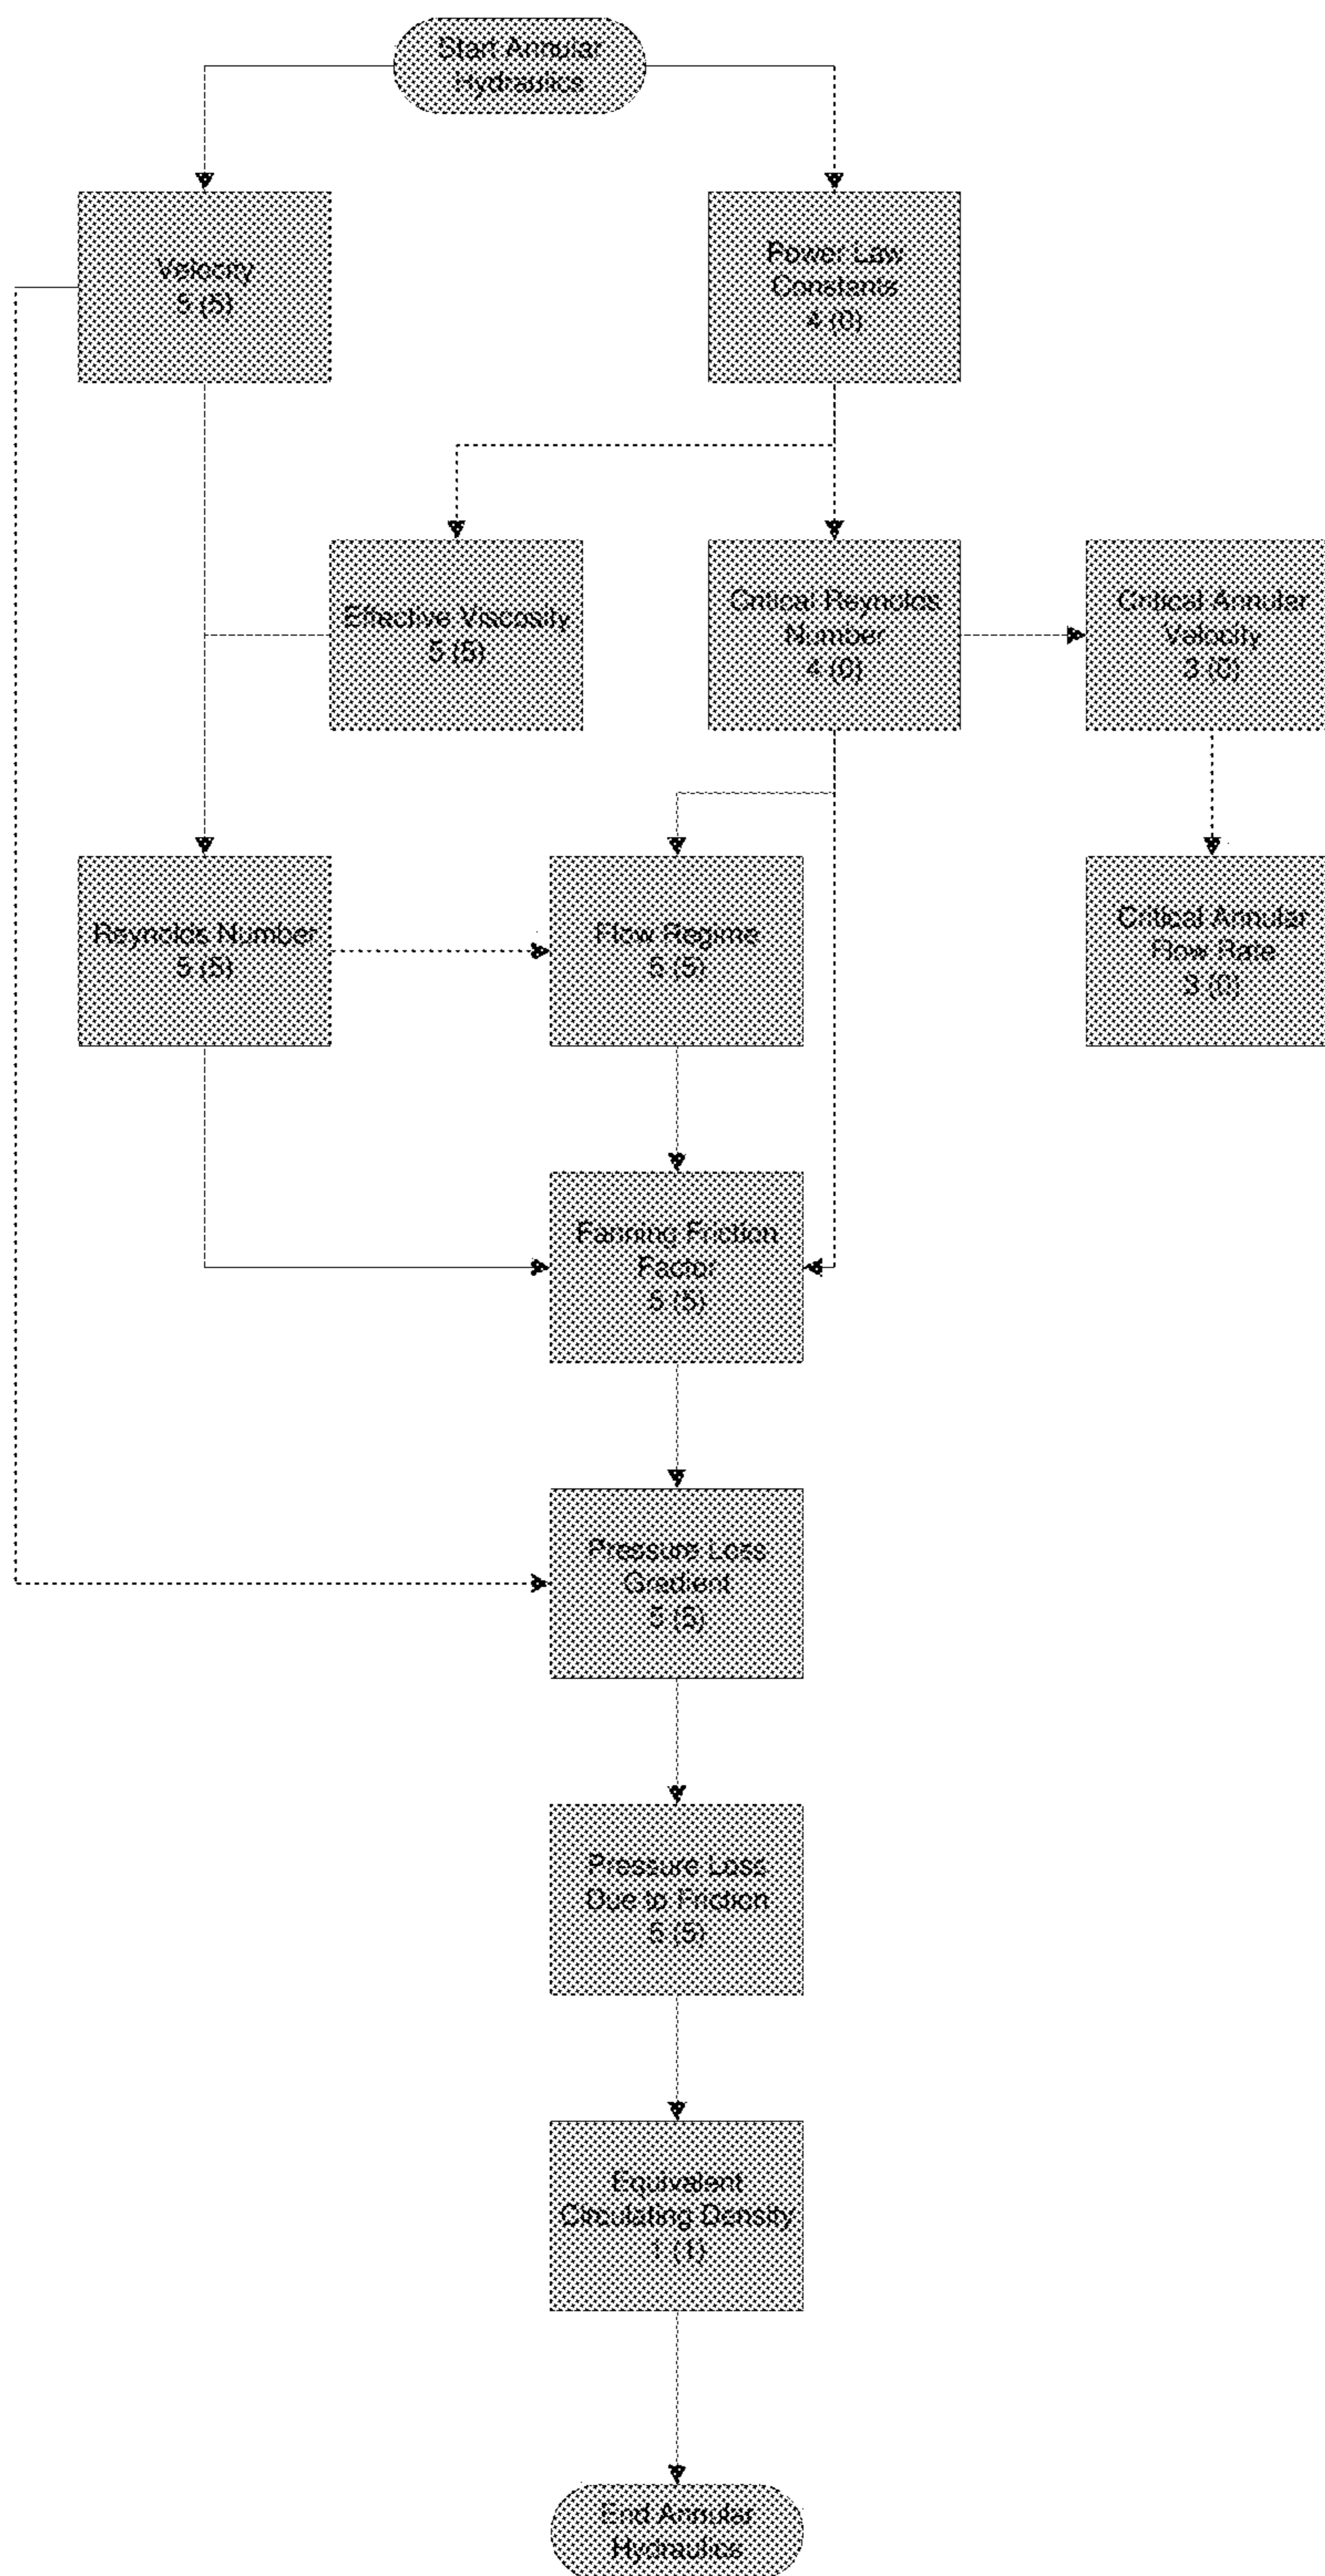 Start Annular
Hydraulics
Velocity
5 (5)
Power Law
Constants
4 (0)
Effective Viscosity
5 (5)
Critical Reynolds
Number
4 (0)
Critical Annular
Velocity
3 (0)
Reynolds Number
5 (5)
Flow Regime
5 (5)
Critical Annular
Flow Rate
3 (0)
Fanning Friction
Factor
5 (5)
Pressure Loss
Gradient
5 (5)
Pressure Loss
Due to Friction
5 (5)
Equivalent
Circulating Density
1 (1)
End Annular
Hydraulics